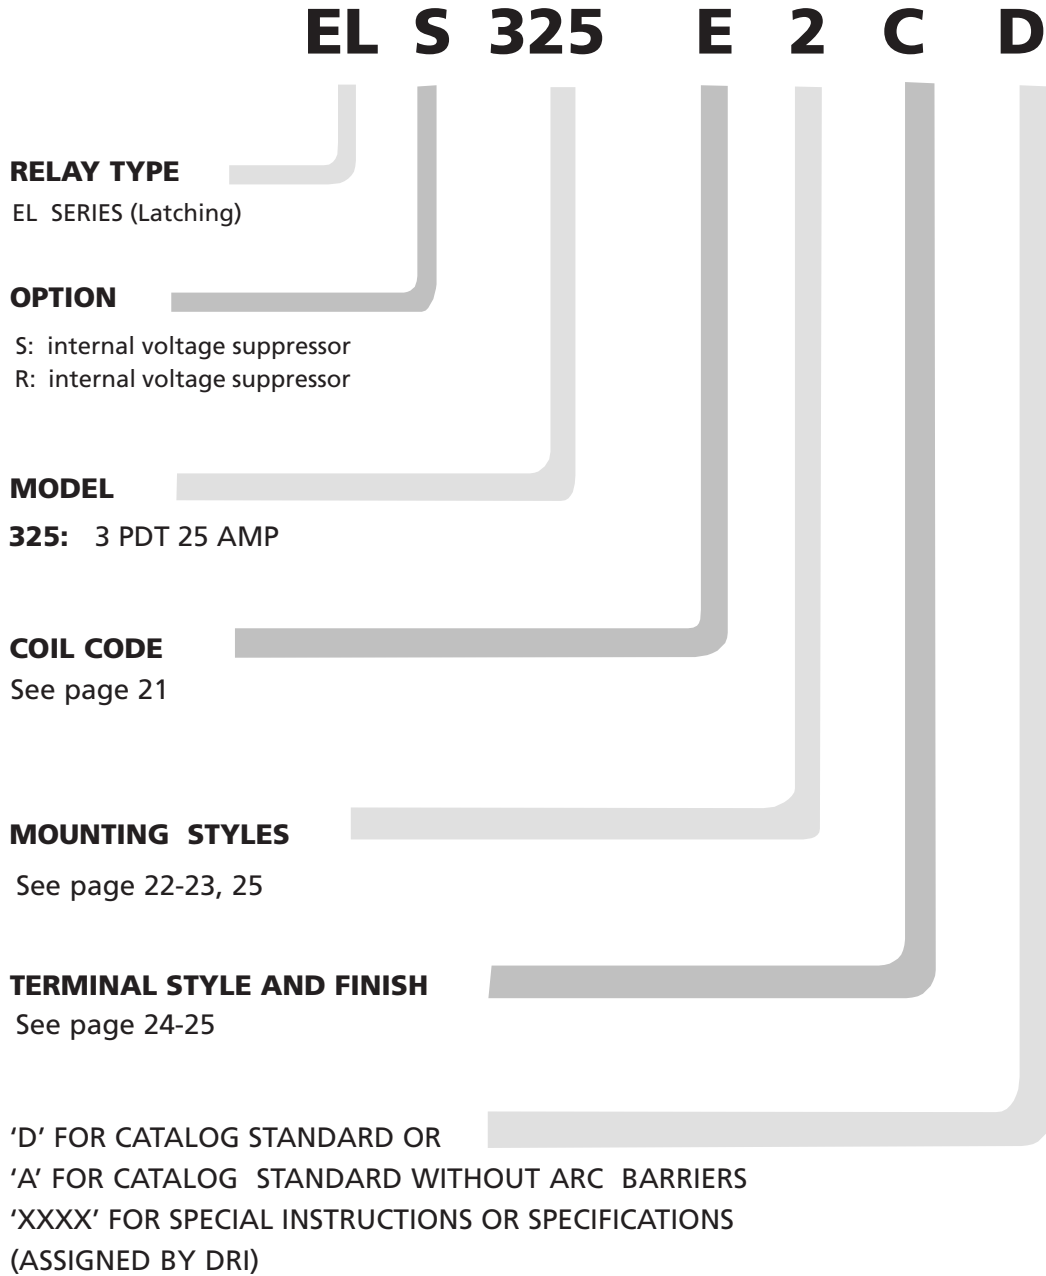 EL S 325 E 2 C D
RELAY TYPE
EL SERIES (Latching)
OPTION
S: internal voltage suppressor
R: internal voltage suppressor
MODEL
325: 3 PDT 25 AMP
COIL CODE
See page 21
MOUNTING STYLES
See page 22-23, 25
TERMINAL STYLE AND FINISH
See page 24-25
‘D’ FOR CATALOG STANDARD OR
‘A’ FOR CATALOG STANDARD WITHOUT ARC BARRIERS
‘XXXX’ FOR SPECIAL INSTRUCTIONS OR SPECIFICATIONS
(ASSIGNED BY DRI)